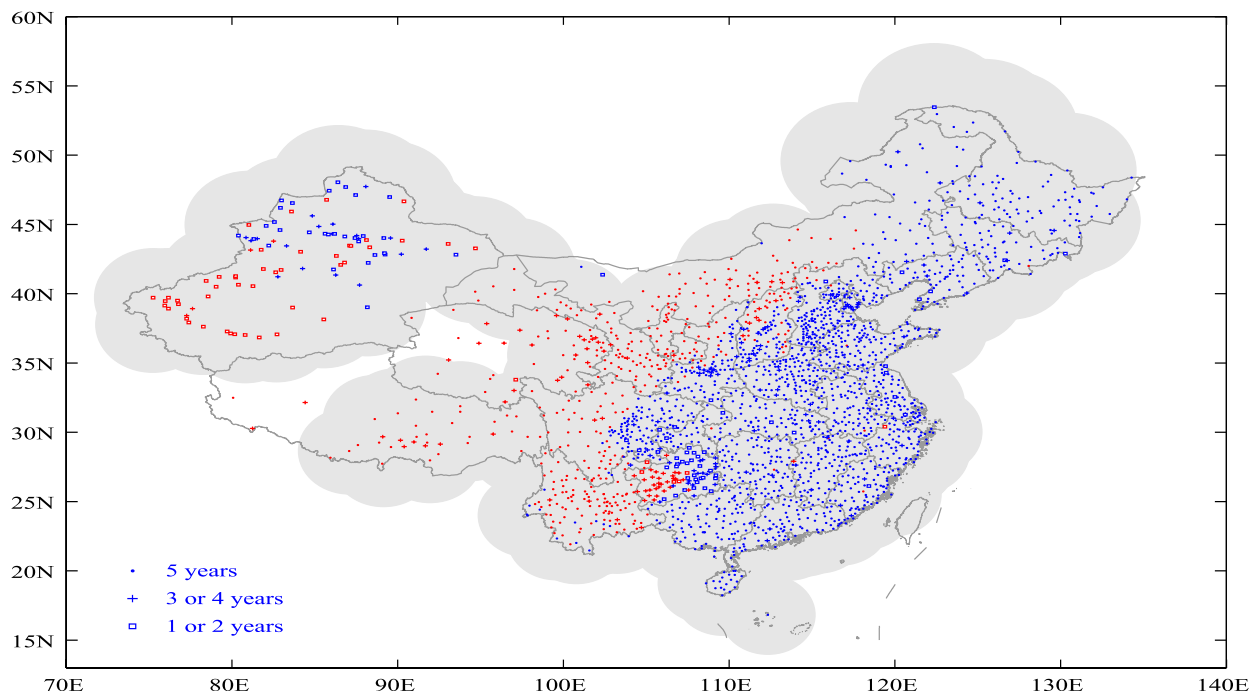 60N
55N
50N
45N
40N
35N
30N
25N
20N
15N
5 years
3 or 4 years
1 or 2 years
70E 80E 90E 100E 110E 120E 130E 140E